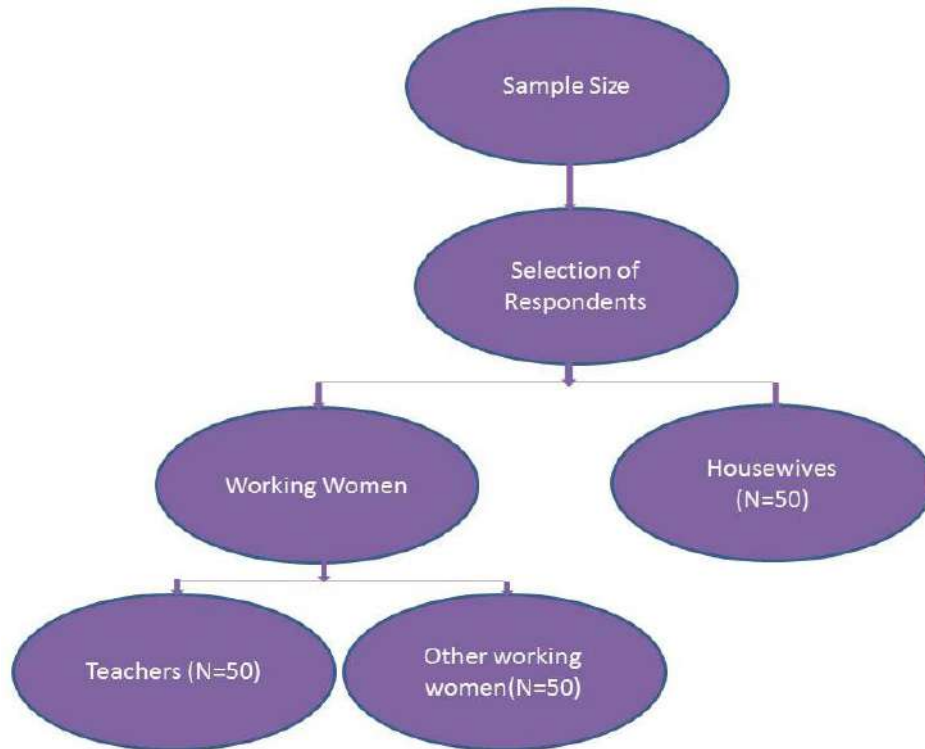 Sample Size
Selection of
Respondents
Working Women
Housewives
(N=50)
Teachers (N=50)
Other working
women(N=50)